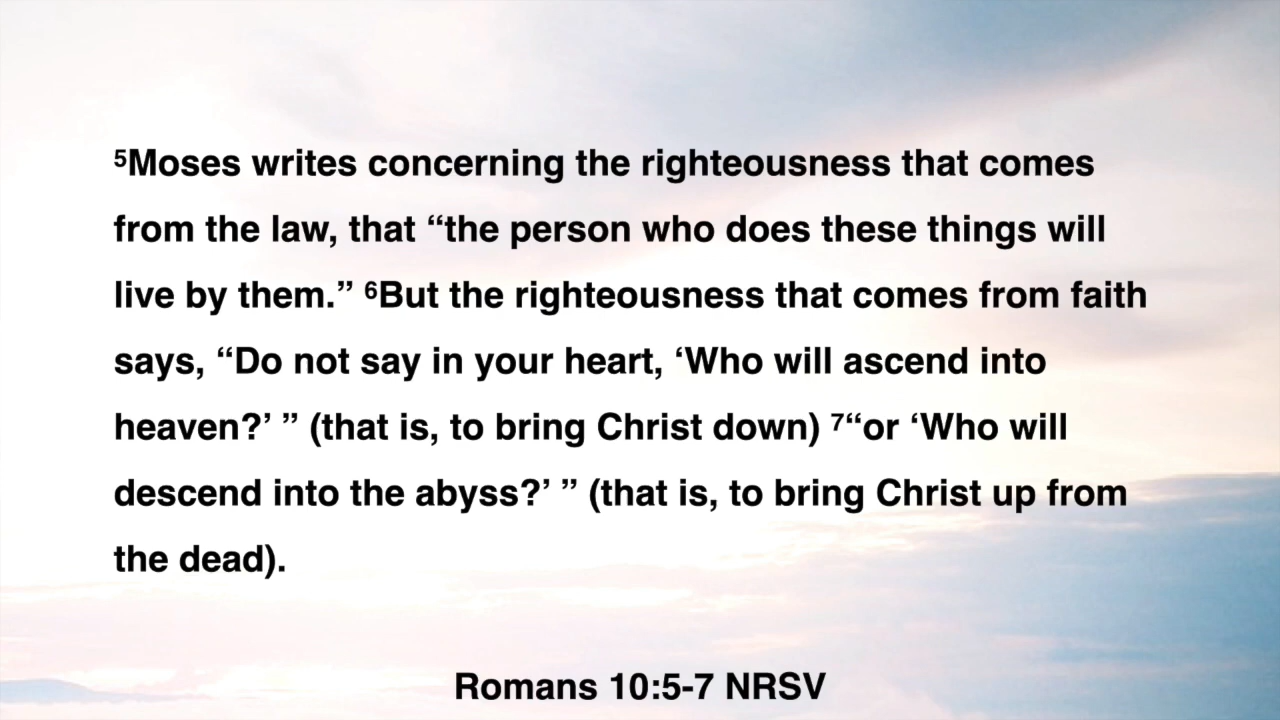 ⁵Moses writes concerning the righteousness that comes
from the law, that “the person who does these things will
live by them.” ⁶But the righteousness that comes from faith
says, “Do not say in your heart, ‘Who will ascend into
heaven?’ ” (that is, to bring Christ down) ⁷“or ‘Who will
descend into the abyss?’ ” (that is, to bring Christ up from
the dead).
Romans 10:5-7 NRSV